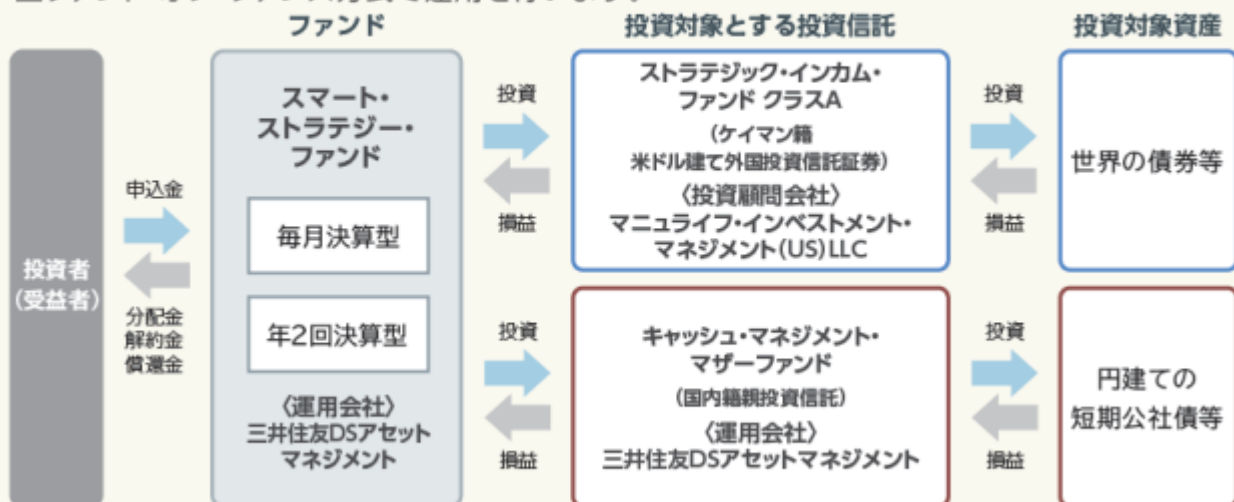 ファンド
投資対象とする投資信託
投資対象資産
投資者
(受益者)
申込金
分配金
解約金
償還金
スマート・
ストラテジー・
ファンド
毎月決算型
年2回決算型
〈運用会社〉
三井住友DSアセット
マネジメント
投資
損益
投資
損益
ストラテジック・インカム・
ファンド クラスA
(ケイマン籍
米ドル建て外国投資信託証券)
〈投資顧問会社〉
マニュライフ・インベストメント・
マネジメント(US)LLC
キャッシュ・マネジメント・
マザーファンド
(国内籍親投資信託)
〈運用会社〉
三井住友DSアセットマネジメント
投資
損益
投資
損益
世界の債券等
円建ての
短期公社債等